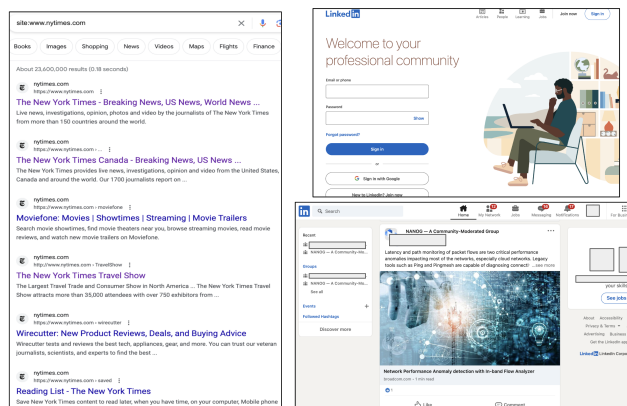 site:www.nytimes.com
Books Images Shopping News Videos Maps Flights Finance
About 23,600,000 results (0.18 seconds)
nytimes.com
https://www.nytimes.com
The New York Times - Breaking News, US News, World News ...
Live news, investigations, opinion, photos and video by the journalists of The New York Times
from more than 150 countries around the world.
nytimes.com
https://www.nytimes.com › ...
The New York Times Canada - Breaking News, US News ...
The New York Times provides live news, investigations, opinion and video from the United States,
Canada and around the world. Our 1700 journalists report on ...
nytimes.com
https://www.nytimes.com › moviefone
Moviefone: Movies | Showtimes | Streaming | Movie Trailers
Search movie showtimes, find movie theaters near you, browse streaming movies, read movie
reviews, and watch new movie trailers on Moviefone.
nytimes.com
http://www.nytimes.com › TravelShow
The New York Times Travel Show
The Largest Travel Trade and Consumer Show in North America ... The New York Times Travel
Show attracts more than 35,000 attendees with over 750 exhibitors from ...
nytimes.com
https://www.nytimes.com › wirecutter
Wirecutter: New Product Reviews, Deals, and Buying Advice
Wirecutter tests and reviews the best tech, appliances, gear, and more. You can trust our veteran
journalists, scientists, and experts to find the best ...
nytimes.com
https://www.nytimes.com › saved
Reading List - The New York Times
Save New York Times content to read later, when you have time, on your computer, Mobile phone
Linked in
Articles People Learning Jobs Join now Sign in
Welcome to your
professional community
Email or phone
Password
Show
Forgot password?
Sign in
or
G Sign in with Google
New to LinkedIn? Join now
in Search
Home My Network Jobs Messaging Notifications For Busin
Recent
NANOG – A Community-Mo...
Groups
NANOG – A Community-Mo...
See all
Events +
Followed Hashtags
Discover more
NANOG — A Community-Moderated Group
Latency and path monitoring of packet flows are two critical performance
anomalies impacting most of the networks, especially cloud networks. Legacy
tools such as Ping and Pingmesh are capable of diagnosing connecti ...see more
Network Performance Anomaly detection with in-band Flow Analyzer
broadcom.com • 1 min read
1
Like Comment
your skills
See jobs
About Accessibility
Privacy & Terms
Advertising Business
Get the LinkedIn app
Linked in LinkedIn Corpor